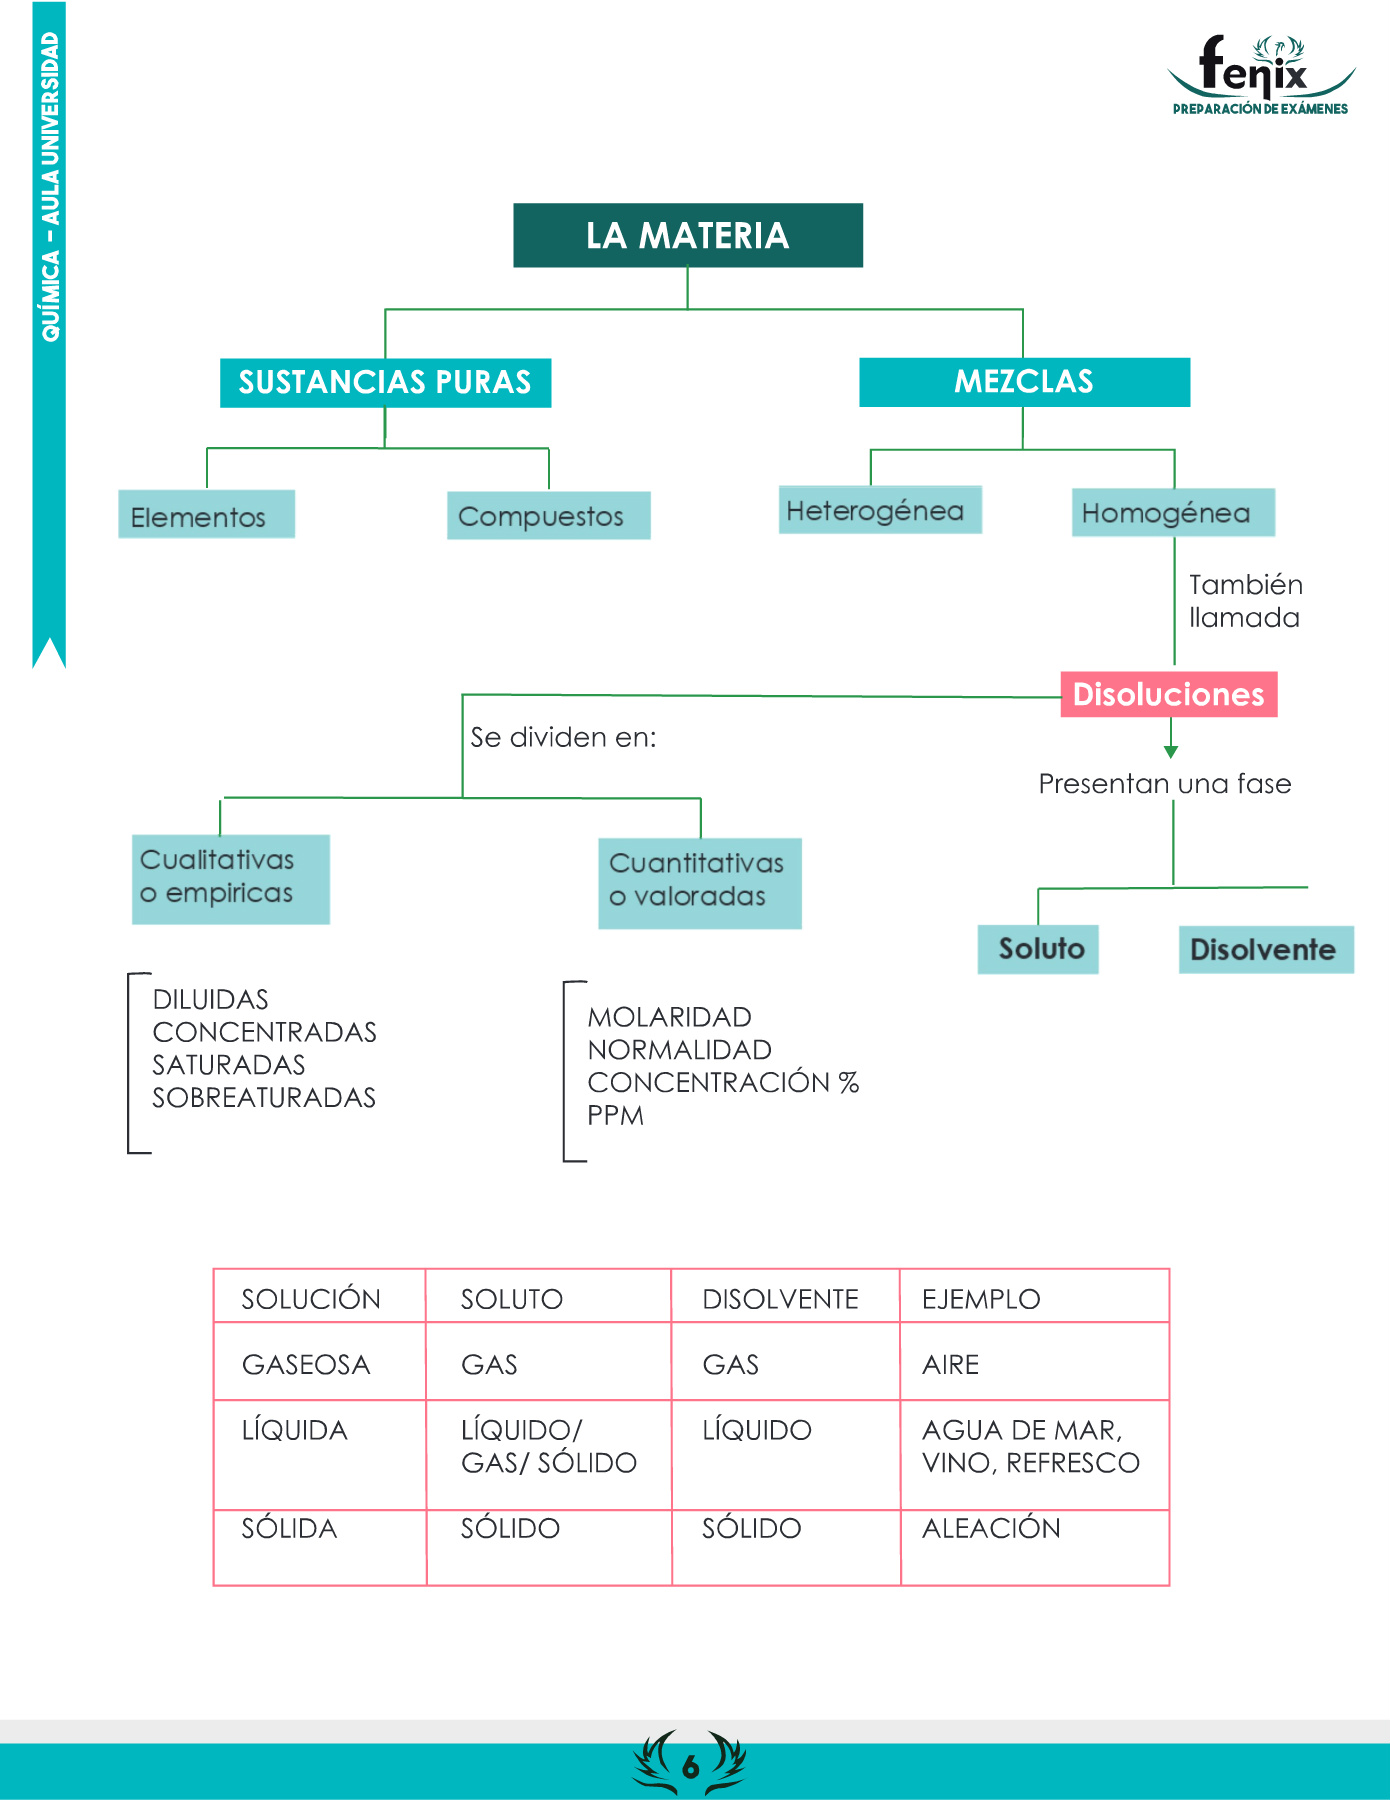 QUÍMICA - AULA UNIVERSIDAD
fenix
PREPARACIÓN DE EXÁMENES
LA MATERIA
SUSTANCIAS PURAS
MEZCLAS
Elementos
Compuestos
Heterogénea
Homogénea
También
llamada
Disoluciones
Se dividen en:
Presentan una fase
Cualitativas
o empiricas
Cuantitativas
o valoradas
Soluto
Disolvente
DILUIDAS
CONCENTRADAS
SATURADAS
SOBREATURADAS
MOLARIDAD
NORMALIDAD
CONCENTRACIÓN %
PPM
SOLUCIÓN SOLUTO DISOLVENTE EJEMPLO
GASEOSA GAS GAS AIRE
LÍQUIDA LÍQUIDO/ LÍQUIDO AGUA DE MAR,
GAS/ SÓLIDO VINO, REFRESCO
SÓLIDA SÓLIDO SÓLIDO ALEACIÓN
6